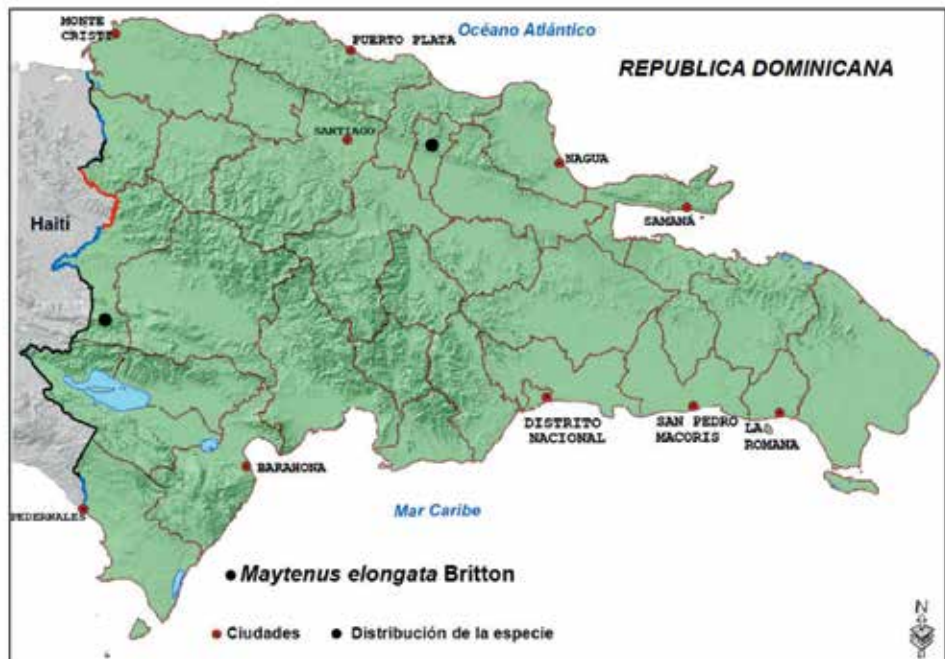 MONTE
CRISTI
Océano Atlántico
PUERTO PLATA
REPUBLICA DOMINICANA
SANTIAGO
NAGUA
SAMANÁ
Haití
DISTRITO
NACIONAL
SAN PEDRO
MACORIS
LA
ROMANA
BARAHONA
PEDERNALES
Mar Caribe
Maytenus elongata Britton
Ciudades
Distribución de la especie
N